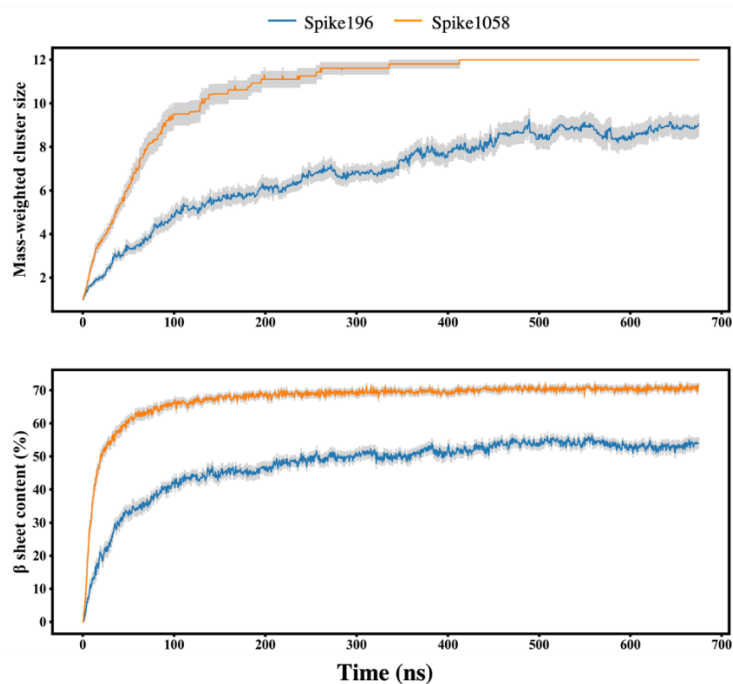 Spike196 Spike1058
Mass-weighted cluster size
12
10
8
6
4
2
0 100 200 300 400 500 600 700
β sheet content (%)
70
60
50
40
30
20
10
0
0 100 200 300 400 500 600 700
Time (ns)